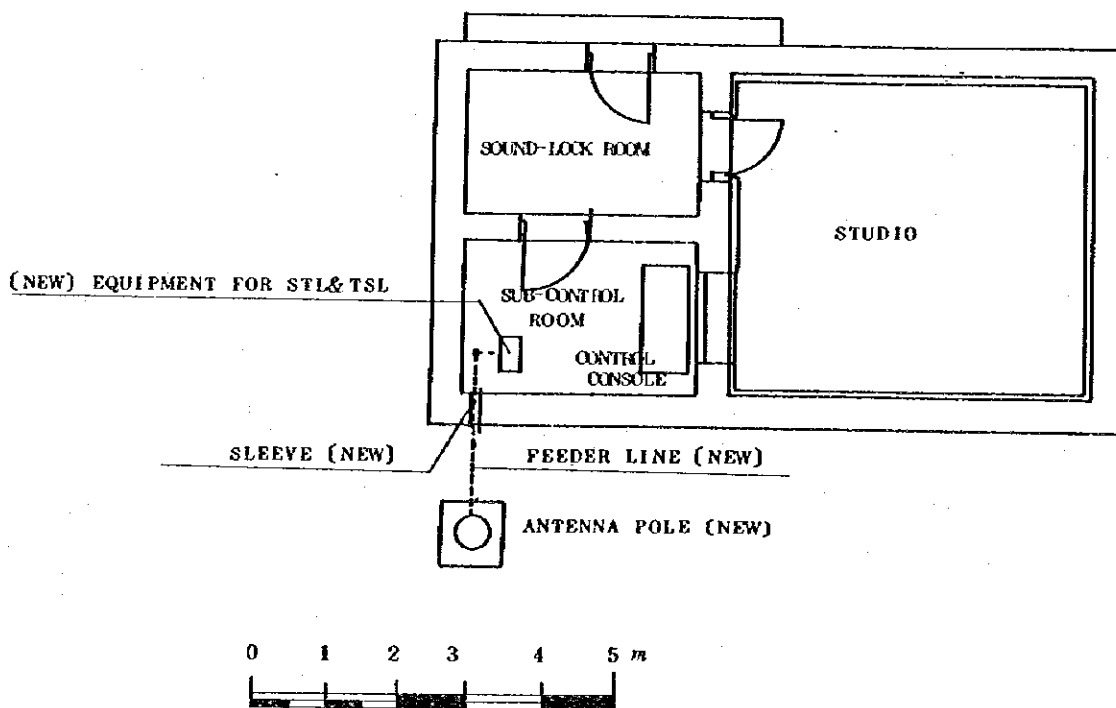 SOUND-LOCK ROOM
STUDIO
(NEW) EQUIPMENT FOR STL&TSL
SUB-CONTROL
ROOM
CONTROL
CONSOLE
SLEEVE (NEW)
FEEDER LINE (NEW)
ANTENNA POLE (NEW)
0 1 2 3 4 5 m